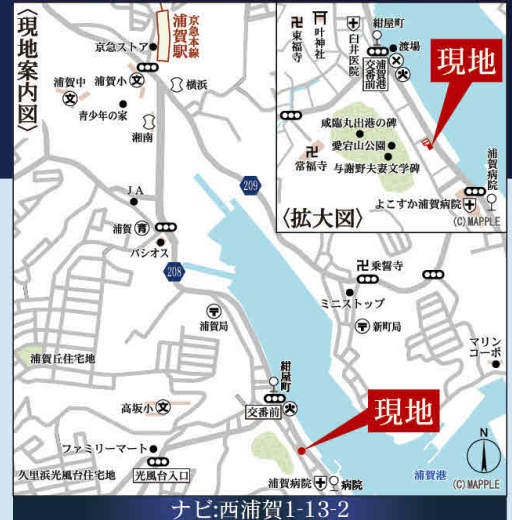 〈現地案内図〉
京急本線
浦賀駅
京急ストア
浦賀中
文
浦賀小
文
横浜
青少年の家
湘南
209
JA
浦賀
育
バシオス
208
浦賀局
乗誓寺
ミニストップ
新町局
マリン
コーポ
浦賀丘住宅地
紺屋町
高坂小
文
交番前
火
現地
ファミリーマート
久里浜光風台住宅地
光風台入口
浦賀病院
病院
浦賀港
N
(C)MAPPLE
東福寺
叶神社
臼井医院
紺屋町
渡場
浦賀港
交番前
火
現地
咸臨丸出港の碑
愛宕山公園
与謝野夫妻文学碑
常福寺
浦賀病院
よこすか浦賀病院
〈拡大図〉
(C)MAPPLE
ナビ:西浦賀1-13-2